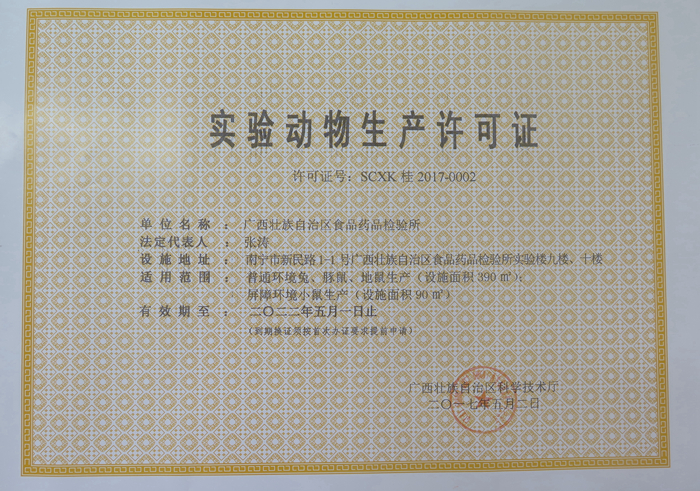 实验动物生产许可证
许可证号：SCXK 桂 2017-0002
单位名称：广西壮族自治区食品药品检验所
法定代表人：张涛
设施地址：南宁市新民路1-1号广西壮族自治区食品药品检验所实验楼九楼、十楼
适用范围：普通环境兔、豚鼠、地鼠生产（设施面积390㎡）；
屏障环境小鼠生产（设施面积90㎡）
有效期至：二〇二二年五月一日止
（到期换证须按首次办证要求提前申请）
广西壮族自治区科学技术厅
二〇一七年五月二日